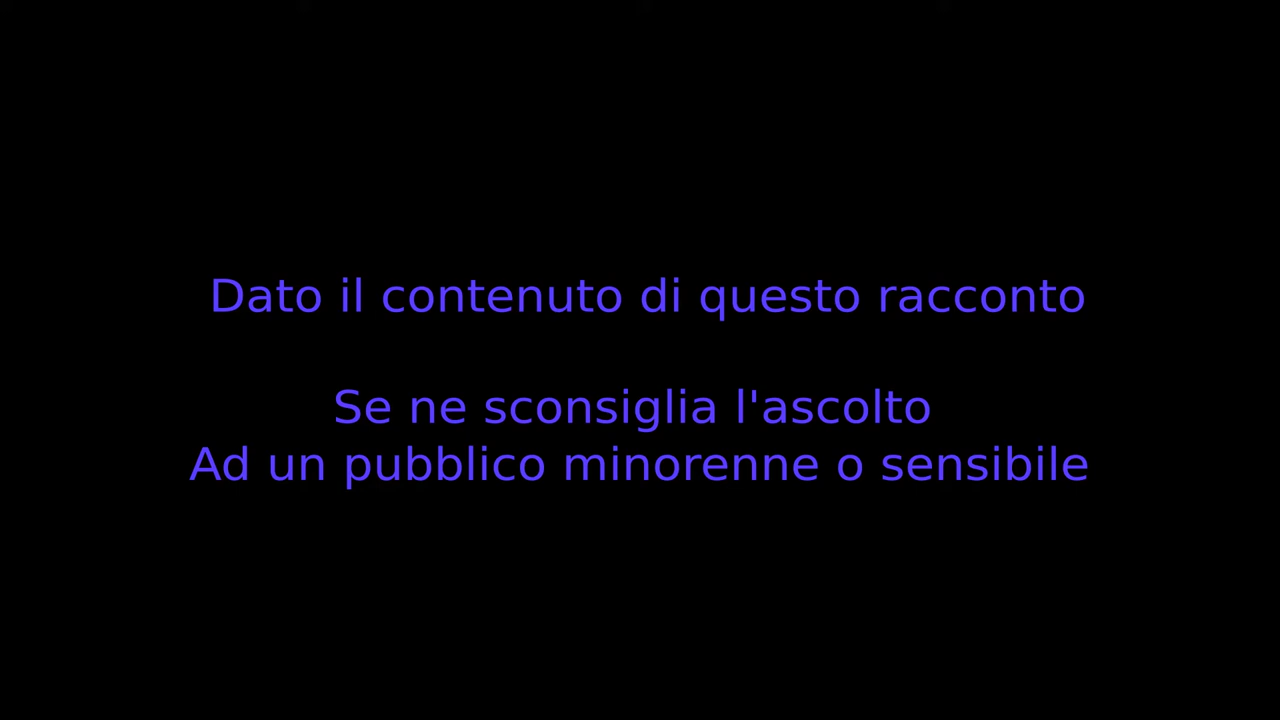 Dato il contenuto di questo racconto
Se ne sconsiglia l'ascolto
Ad un pubblico minorenne o sensibile